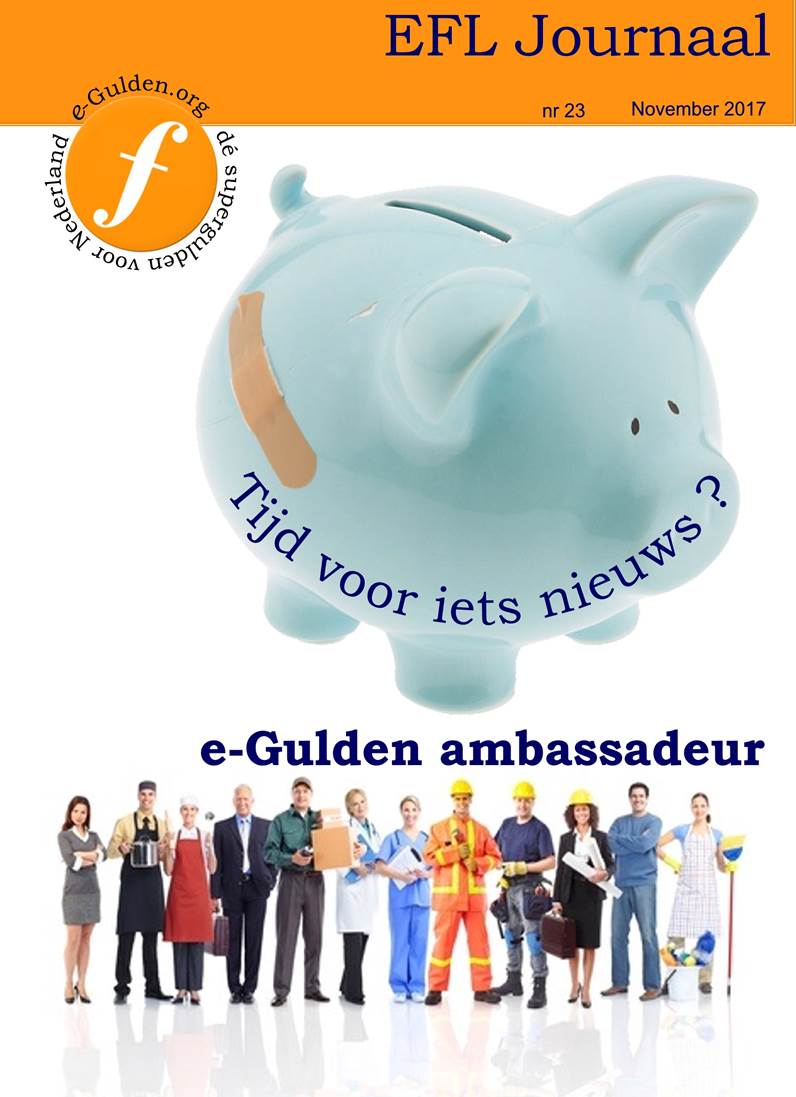 EFL Journaal
nr 23
November 2017
e-Gulden.org
dé supergulden voor Nederland
f
Tijd voor iets nieuws ?
e-Gulden ambassadeur